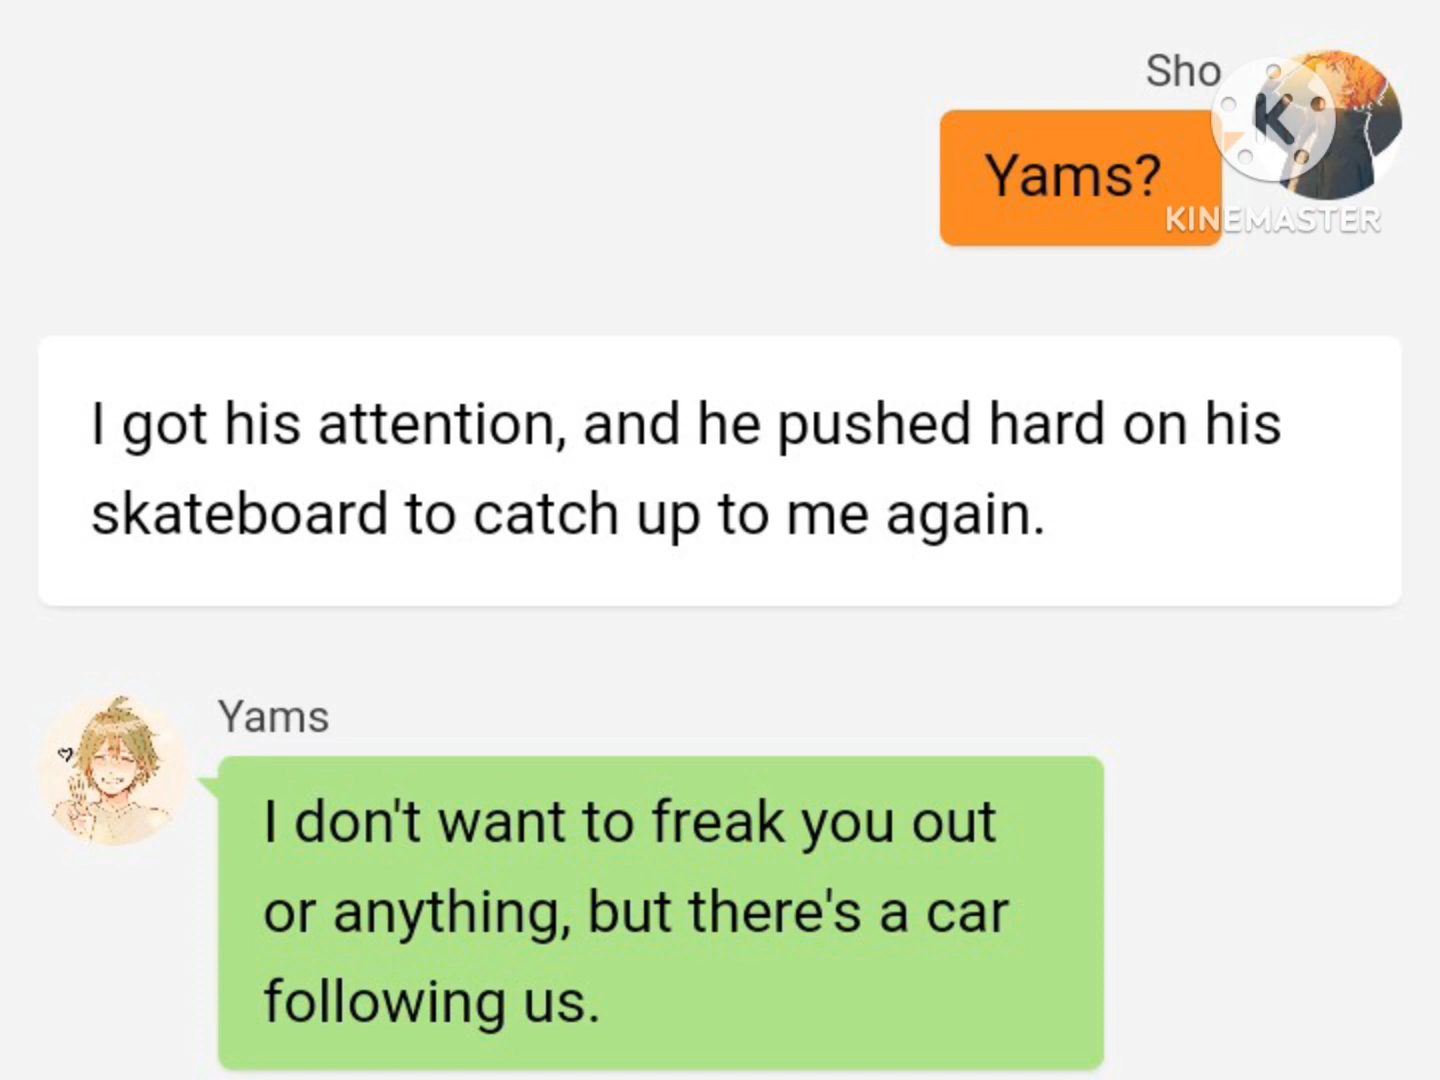 Sho
Yams?
K
KINEMASTER
I got his attention, and he pushed hard on his
skateboard to catch up to me again.
Yams
I don't want to freak you out
or anything, but there's a car
following us.